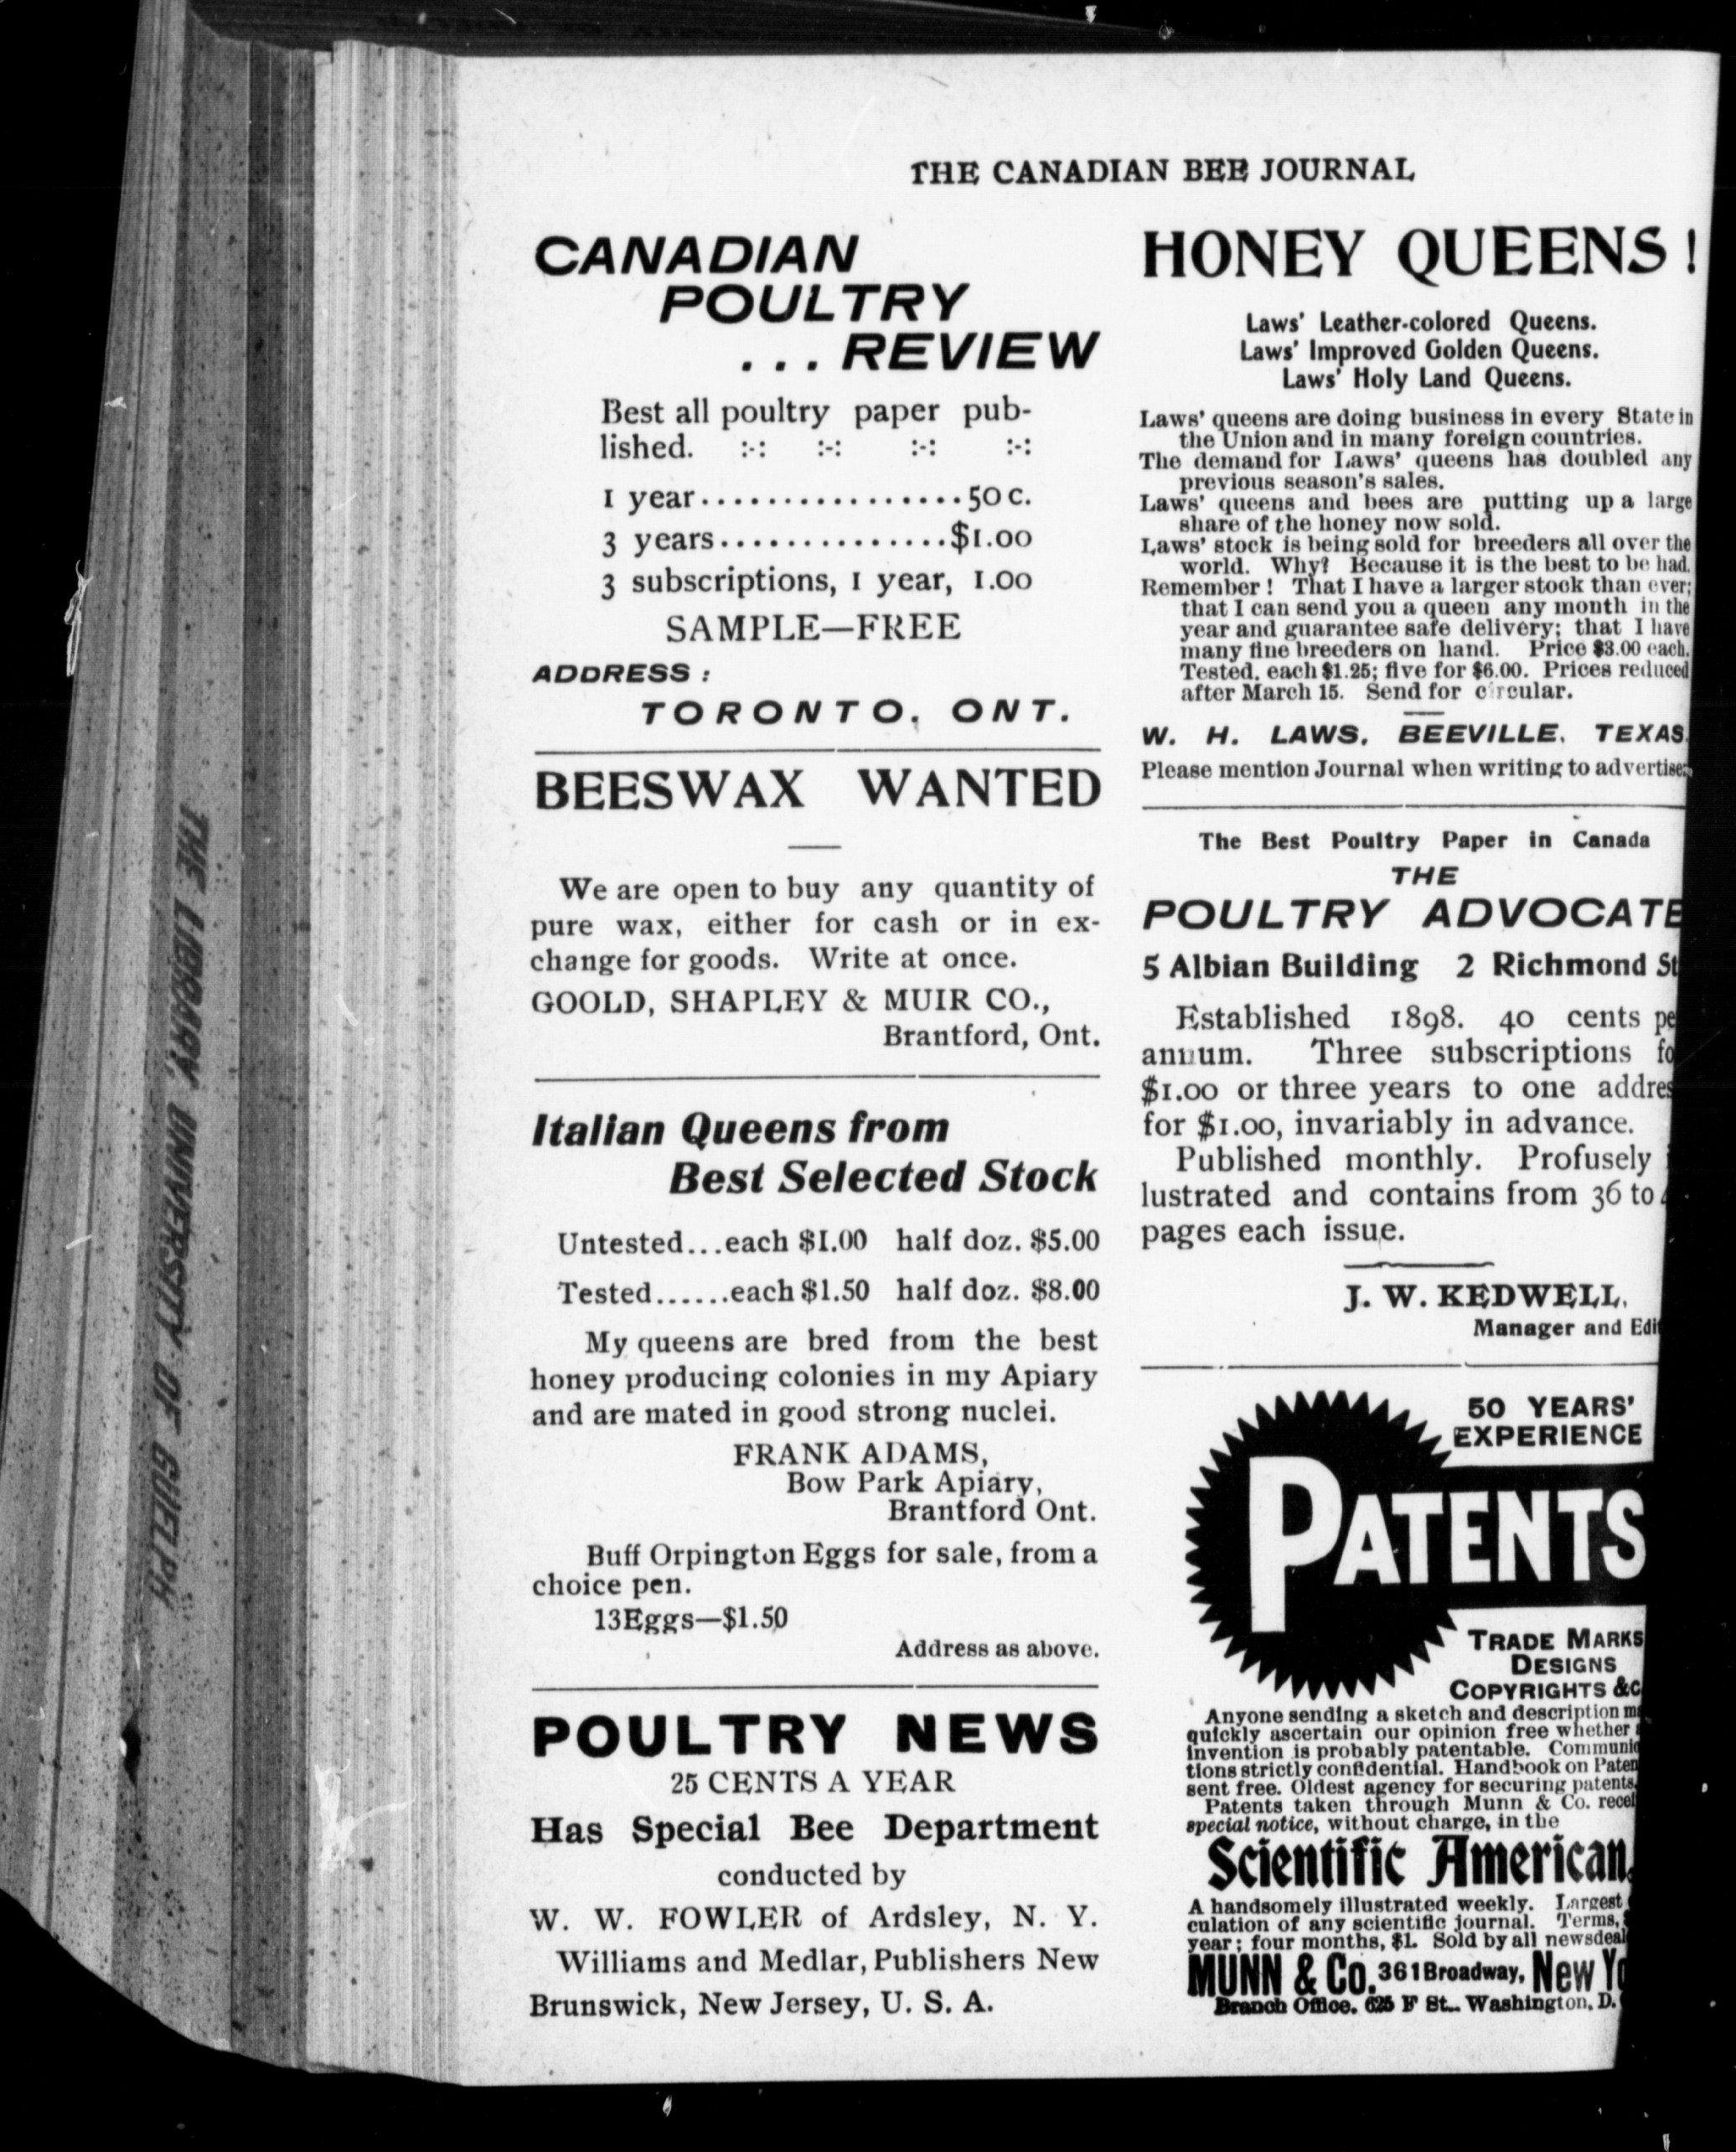 THE CANADIAN BEE JOURNAL
CANADIAN
POULTRY
... REVIEW
Best all poultry paper pub-
lished. :-: :-: :-: :-:
1 year................50 c.
3 years..............$1.00
3 subscriptions, 1 year, 1.00
SAMPLE—FREE
ADDRESS :
TORONTO, ONT.
BEESWAX WANTED
We are open to buy any quantity of
pure wax, either for cash or in ex-
change for goods. Write at once.
GOOLD, SHAPLEY & MUIR CO.,
Brantford, Ont.
Italian Queens from
Best Selected Stock
Untested...each $1.00 half doz. $5.00
Tested......each $1.50 half doz. $8.00
My queens are bred from the best
honey producing colonies in my Apiary
and are mated in good strong nuclei.
FRANK ADAMS,
Bow Park Apiary,
Brantford Ont.
Buff Orpington Eggs for sale, from a
choice pen.
13 Eggs—$1.50
Address as above.
POULTRY NEWS
25 CENTS A YEAR
Has Special Bee Department
conducted by
W. W. FOWLER of Ardsley, N. Y.
Williams and Medlar, Publishers New
Brunswick, New Jersey, U. S. A.
HONEY QUEENS !
Laws' Leather-colored Queens.
Laws' Improved Golden Queens.
Laws' Holy Land Queens.
Laws' queens are doing business in every State in
the Union and in many foreign countries.
The demand for Laws' queens has doubled any
previous season's sales.
Laws' queens and bees are putting up a large
share of the honey now sold.
Laws' stock is being sold for breeders all over the
world. Why? Because it is the best to be had.
Remember ! That I have a larger stock than ever;
that I can send you a queen any month in the
year and guarantee safe delivery; that I have
many fine breeders on hand. Price $3.00 each.
Tested, each $1.25; five for $6.00. Prices reduced
after March 15. Send for circular.
W. H. LAWS, BEEVILLE, TEXAS.
Please mention Journal when writing to
The Best Poultry Paper in Canada
THE
POULTRY ADVOCATE
5 Albian Building 2 Richmond St
Established 1898. 40 cents
annum. Three subscriptions
$1.00 or three years to one
for $1.00, invariably in advance.
Published monthly. Profusely
lustrated and contains from 36 to
pages each issue.
J. W. KEDWELL,
Manager and
50 YEARS'
EXPERIENCE
PATENTS
TRADE MARKS
DESIGNS
COPYRIGHTS &C
Anyone sending a sketch and description
quickly ascertain our opinion free whether
invention is probably patentable.
tions strictly confidential. Handbook on
sent free. Oldest agency for securing patents.
Patents taken through Munn & Co.
special notice, without charge, in the
Scientific American.
A handsomely illustrated weekly. Largest
culation of any scientific journal. Terms,
year; four months, $1. Sold by all
MUNN & Co. 361 Broadway, New
Branch Office, 625 F St., Washington, D.
THE LIBRARY, UNIVERSITY OF GUELPH